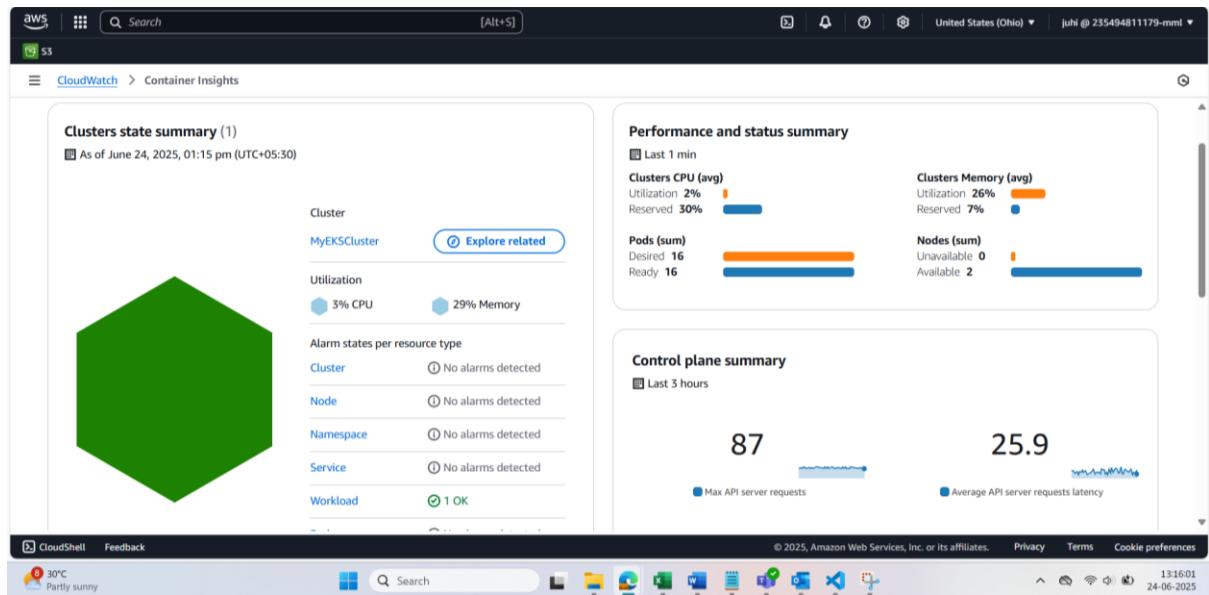 aws
Search [Alt+S]
United States (Ohio) ▼
juhi @ 235494811179-mml ▼
S3
CloudWatch > Container Insights
Clusters state summary (1)
As of June 24, 2025, 01:15 pm (UTC+05:30)
Cluster
MyEKSCluster
Explore related
Utilization
3% CPU
29% Memory
Alarm states per resource type
Cluster No alarms detected
Node No alarms detected
Namespace No alarms detected
Service No alarms detected
Workload 1 OK
Performance and status summary
Last 1 min
Clusters CPU (avg)
Utilization 2%
Reserved 30%
Clusters Memory (avg)
Utilization 26%
Reserved 7%
Pods (sum)
Desired 16
Ready 16
Nodes (sum)
Unavailable 0
Available 2
Control plane summary
Last 3 hours
87
Max API server requests
25.9
Average API server requests latency
CloudShell Feedback
© 2025, Amazon Web Services, Inc. or its affiliates. Privacy Terms Cookie preferences
8
30°C
Partly sunny
Search
13:16:01
24-06-2025